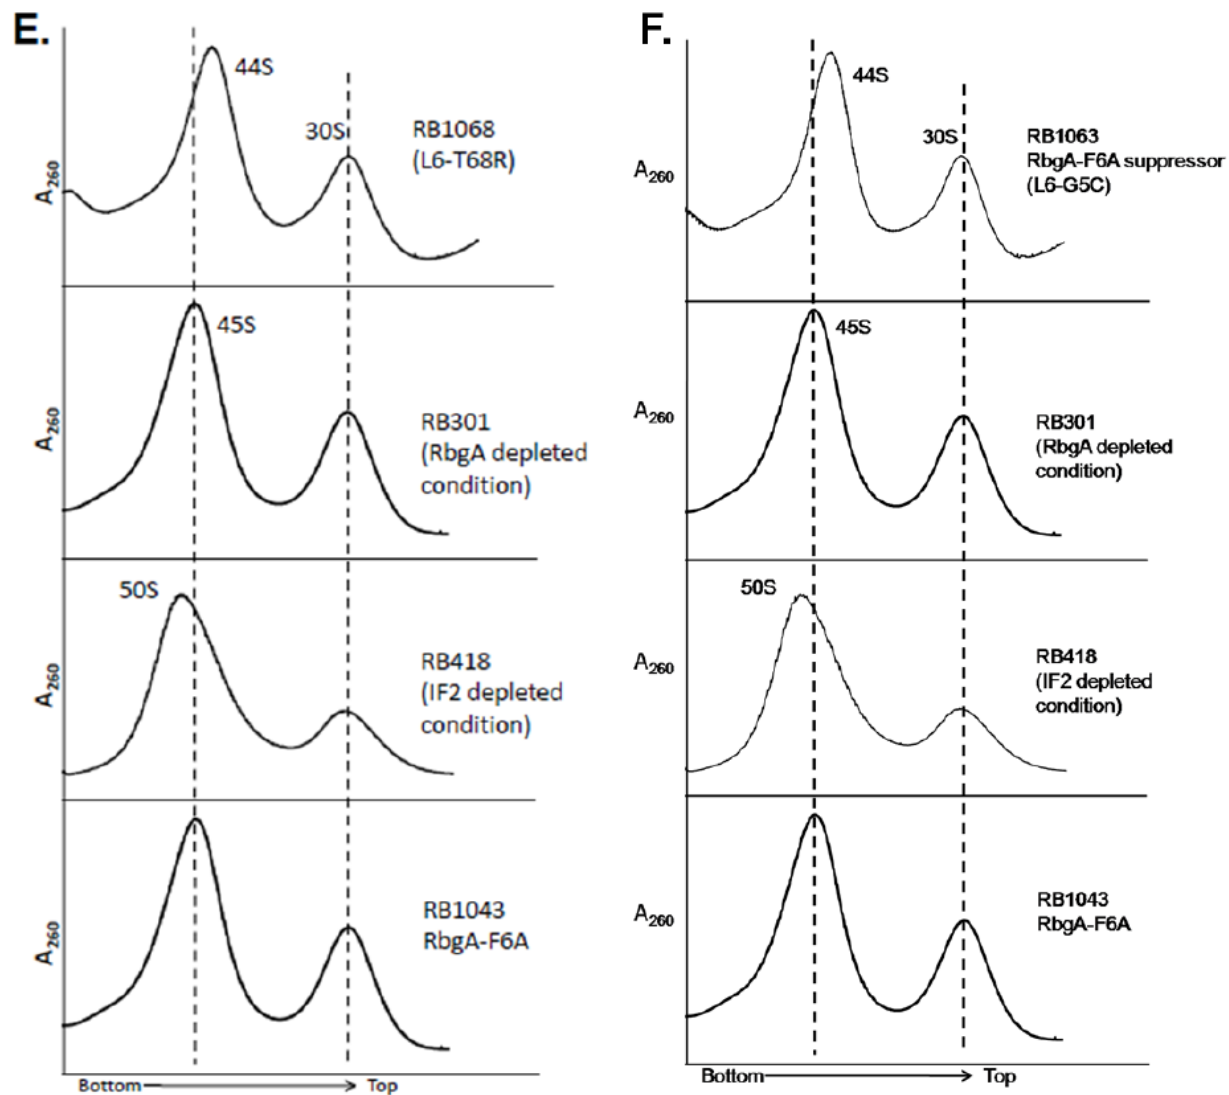 E.
44S
30S
RB1068
(L6-T68R)
A260
45S
RB301
(RbgA depleted
condition)
A260
50S
RB418
(IF2 depleted
condition)
A260
RB1043
RbgA-F6A
A260
Bottom
Top
F.
44S
30S
RB1063
RbgA-F6A suppressor
(L6-G5C)
A260
45S
RB301
(RbgA depleted
condition)
A260
50S
RB418
(IF2 depleted
condition)
A260
RB1043
RbgA-F6A
A260
Bottom
Top